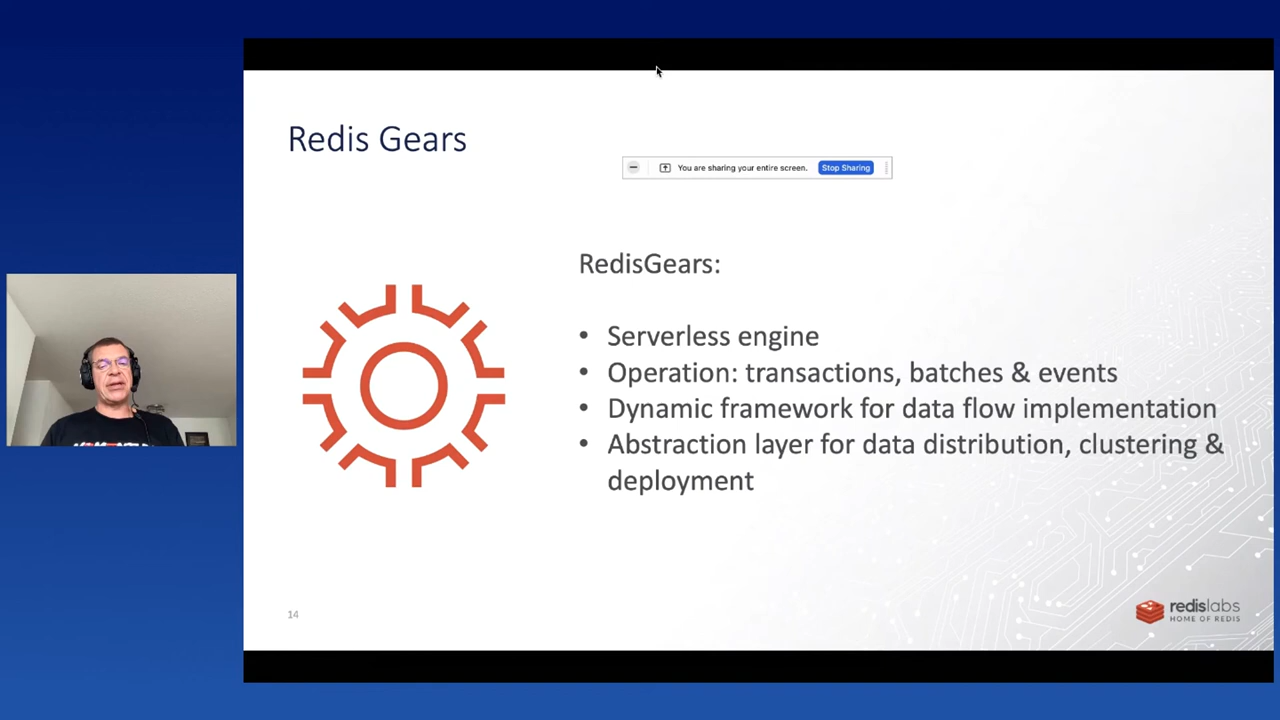 Redis Gears
You are sharing your entire screen.
Stop Sharing
RedisGears:
• Serverless engine
• Operation: transactions, batches & events
• Dynamic framework for data flow implementation
• Abstraction layer for data distribution, clustering &
deployment
14
redislabs
HOME OF REDIS